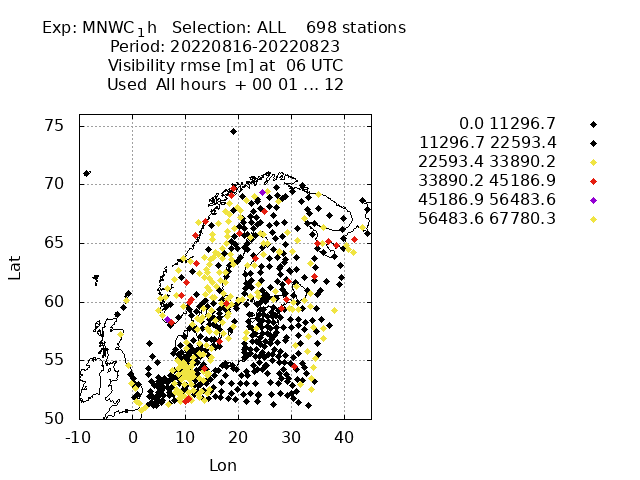 Exp: MNWC_1h   Selection: ALL    698 stations
Period: 20220816-20220823
Visibility rmse [m] at  06 UTC
Used  All hours  + 00 01 ... 12
0.0 11296.7
11296.7 22593.4
22593.4 33890.2
33890.2 45186.9
45186.9 56483.6
56483.6 67780.3
75
70
65
60
55
50
Lat
-10 0 10 20 30 40
Lon